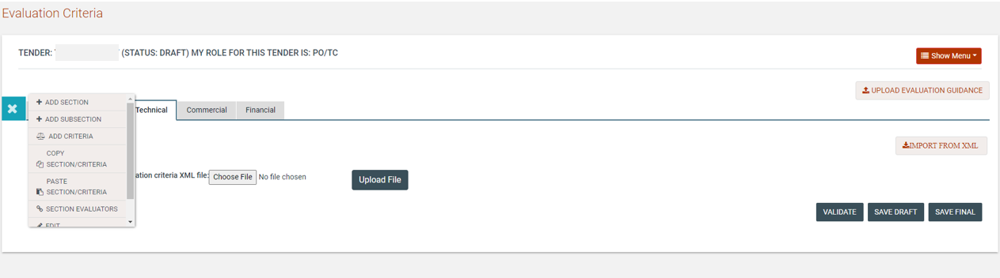 Evaluation Criteria
TENDER: (STATUS: DRAFT) MY ROLE FOR THIS TENDER IS: PO/TC
Show Menu
UPLOAD EVALUATION GUIDANCE
ADD SECTION
ADD SUBSECTION
ADD CRITERIA
COPY
SECTION/CRITERIA
PASTE
SECTION/CRITERIA
SECTION EVALUATORS
EDIT
Technical Commercial Financial
IMPORT FROM XML
ation criteria XML file: Choose File No file chosen Upload File
VALIDATE SAVE DRAFT SAVE FINAL